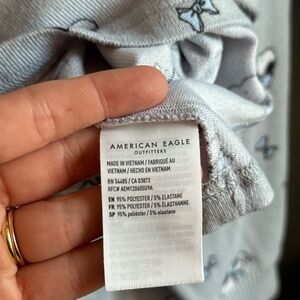 AMERICAN EAGLE
OUTFITTERS
MADE IN VIETNAM / FABRIQUÉ AU
VIETNAM / HECHO EN VIETNAM
RN 54485 / CA 03873
RFC# AEM120605U9A
EN 95% POLYESTER / 5% ELASTANE
FR 95% POLYESTER / 5% ÉLASTHANNE
SP 95% poliéster / 5% elastano